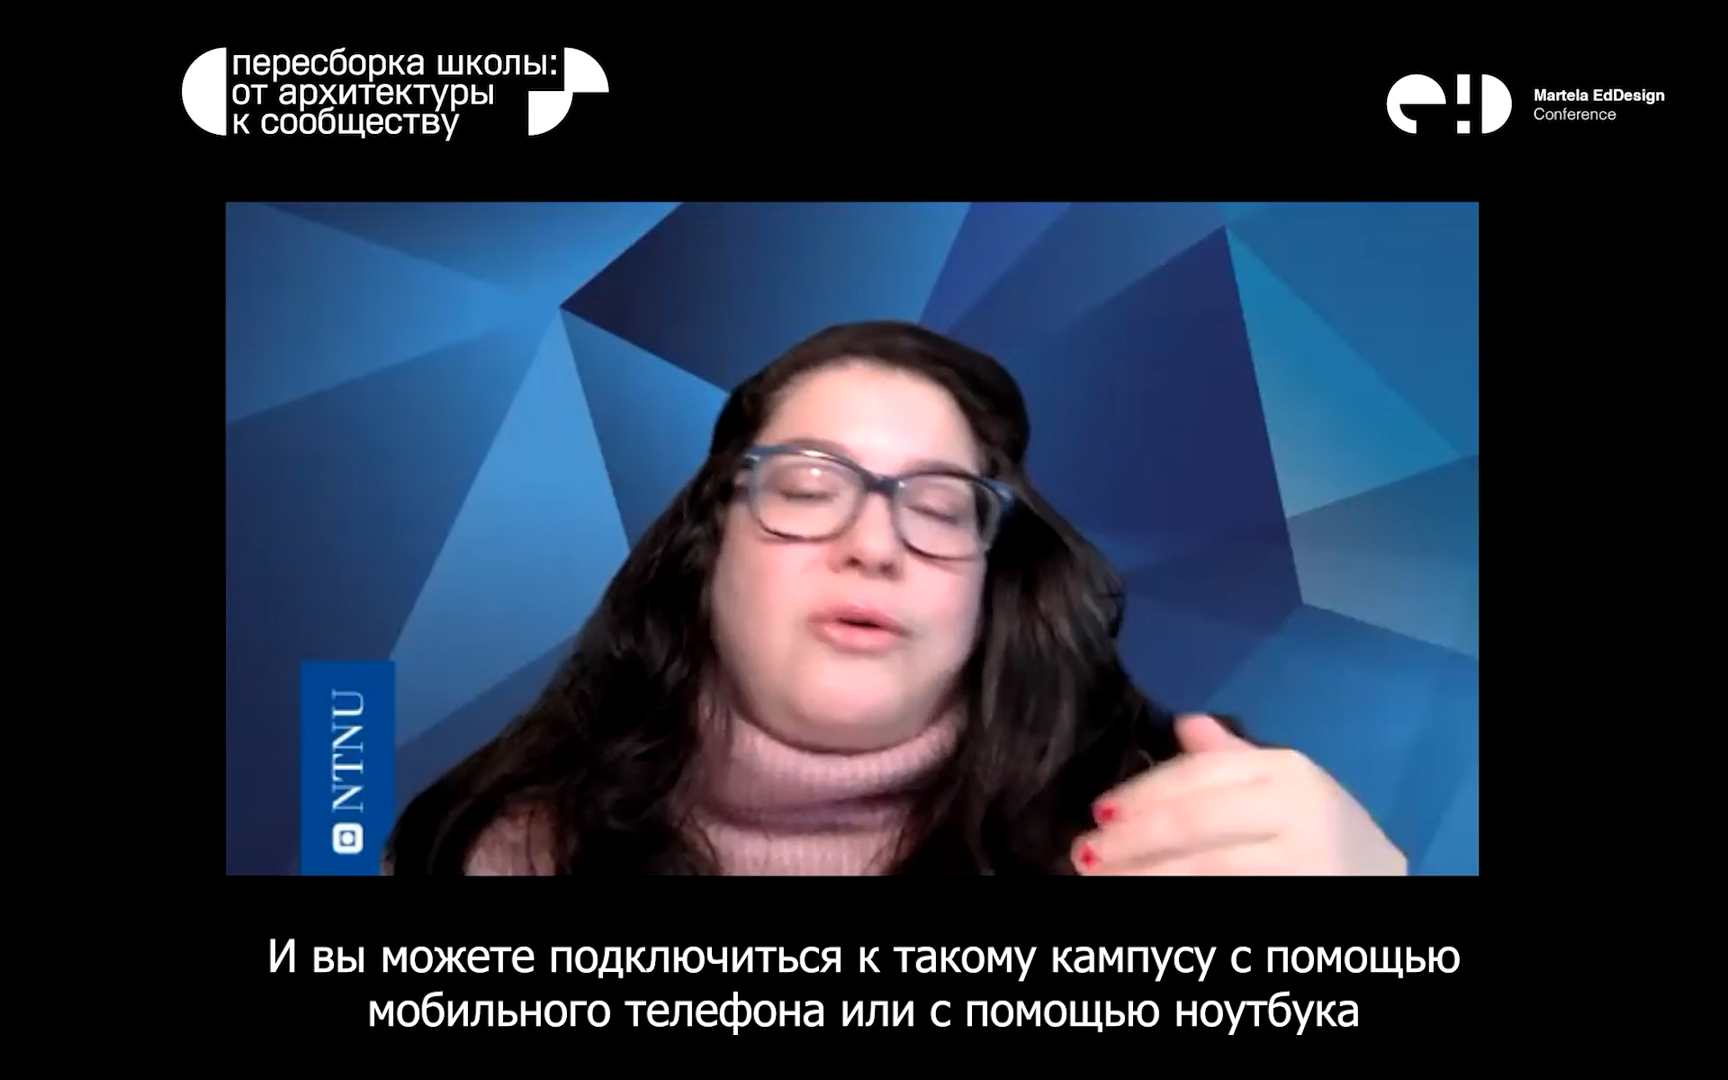 пересборка школы:
от архитектуры
к сообществу
Martela EdDesign
Conference
NTNU
И вы можете подключиться к такому кампусу с помощью
мобильного телефона или с помощью ноутбука